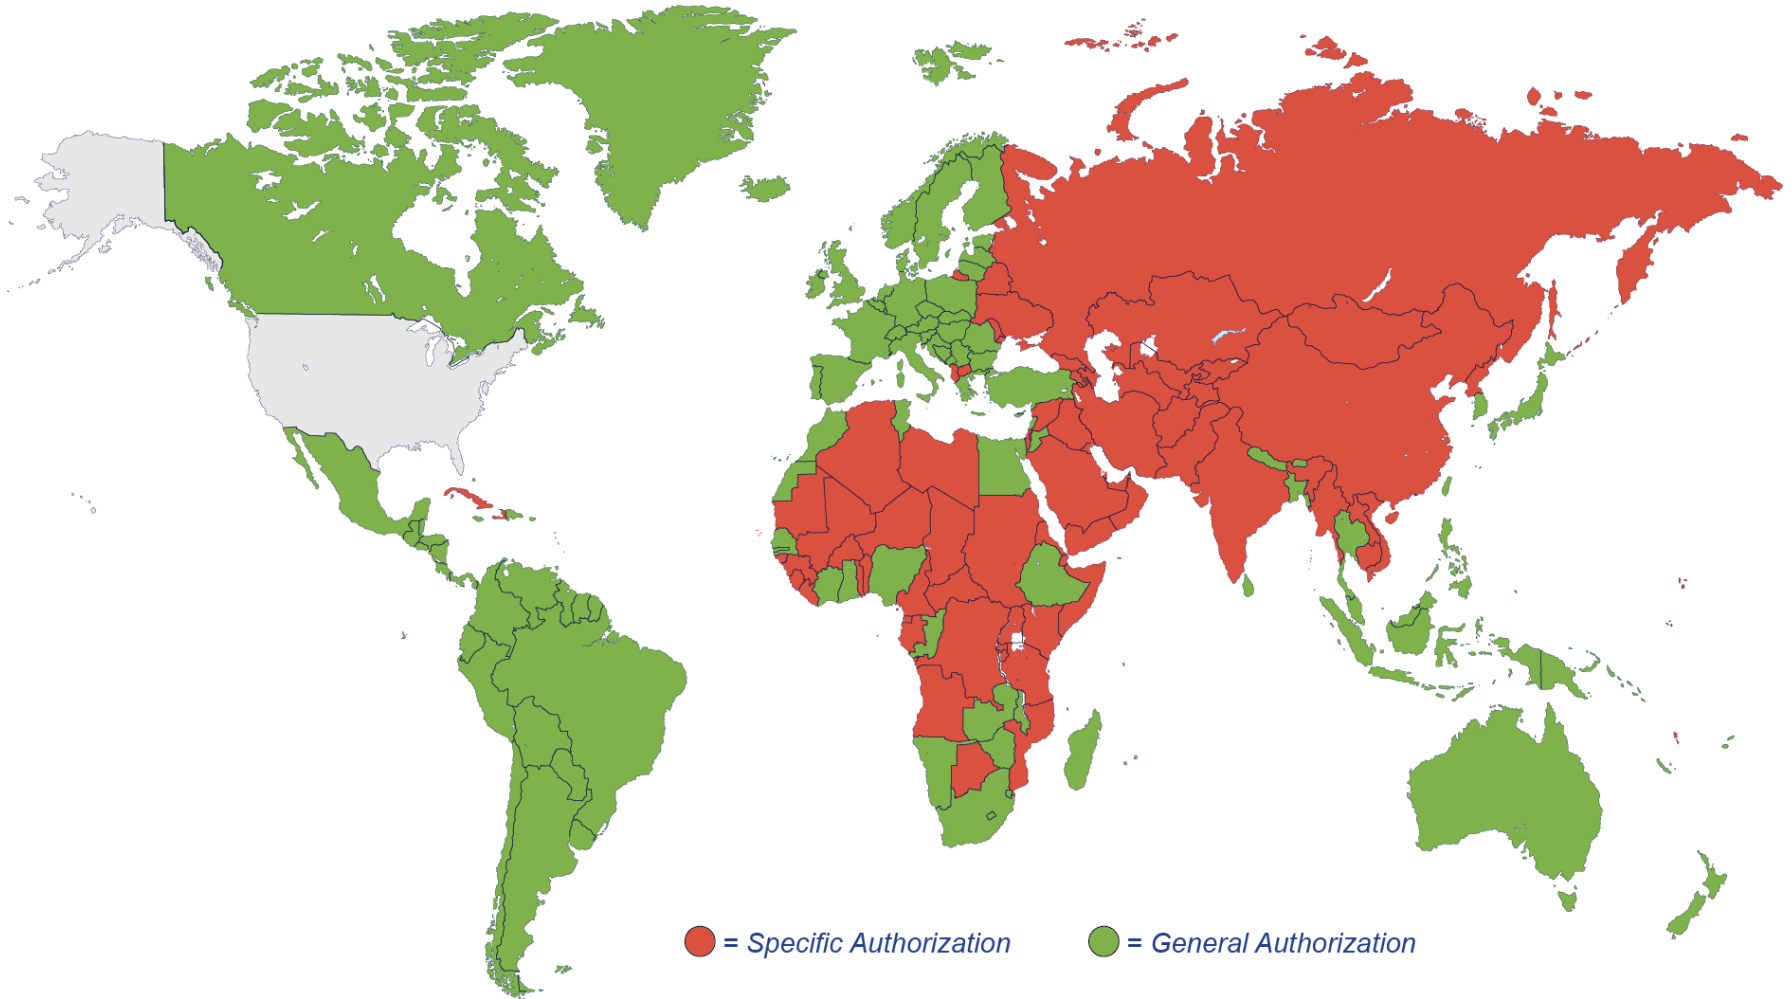 = Specific Authorization
= General Authorization